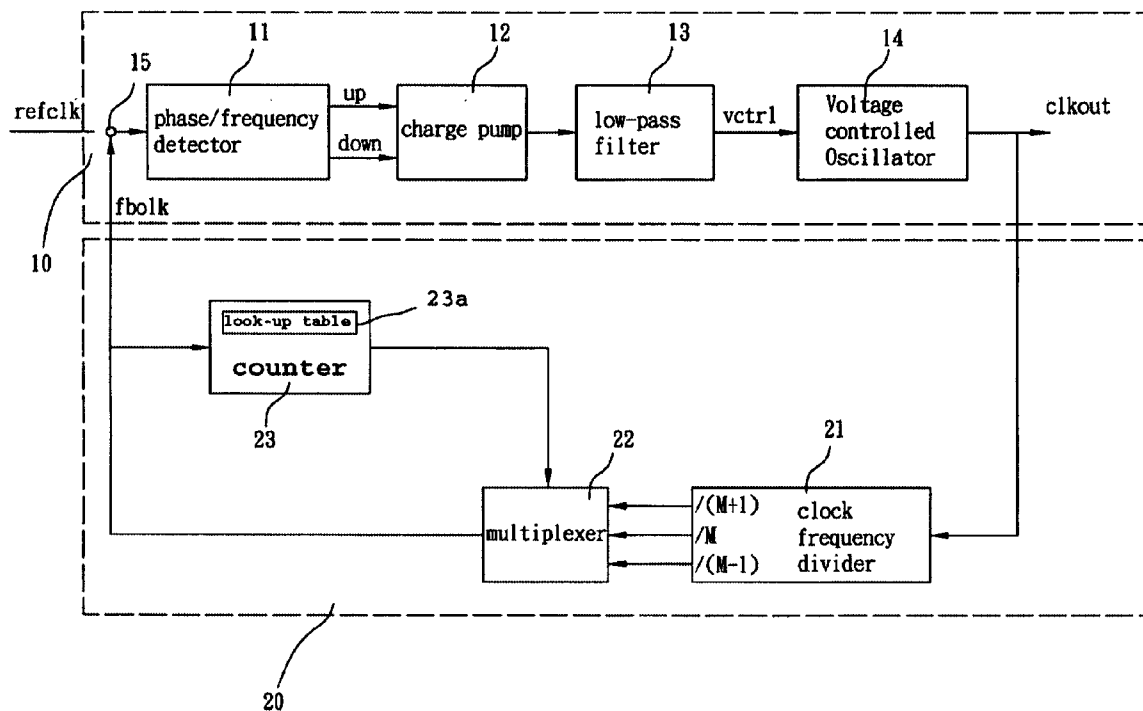 11
12
13
14
15
refclk
phase/frequency
detector
up
down
charge pump
low-pass
filter
vctrl
Voltage
controlled
Oscillator
clkout
fbolk
10
look-up table
23a
counter
23
22
21
multiplexer
/(M+1)
/M
/(M-1)
clock
frequency
divider
20